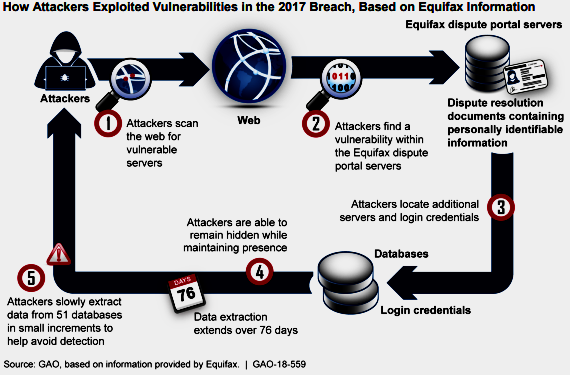 How Attackers Exploited Vulnerabilities in the 2017 Breach, Based on Equifax Information
Equifax dispute portal servers
Attackers
Web
011
100
Dispute resolution
documents containing
personally identifiable
information
1
Attackers scan
the web for
vulnerable
servers
2
Attackers find a
vulnerability within
the Equifax dispute
portal servers
Attackers locate additional
servers and login credentials
3
Attackers are able to
remain hidden while
maintaining presence
4
Databases
Login credentials
DAYS
76
Data extraction
extends over 76 days
5
Attackers slowly extract
data from 51 databases
in small increments to
help avoid detection
Source: GAO, based on information provided by Equifax. | GAO-18-559